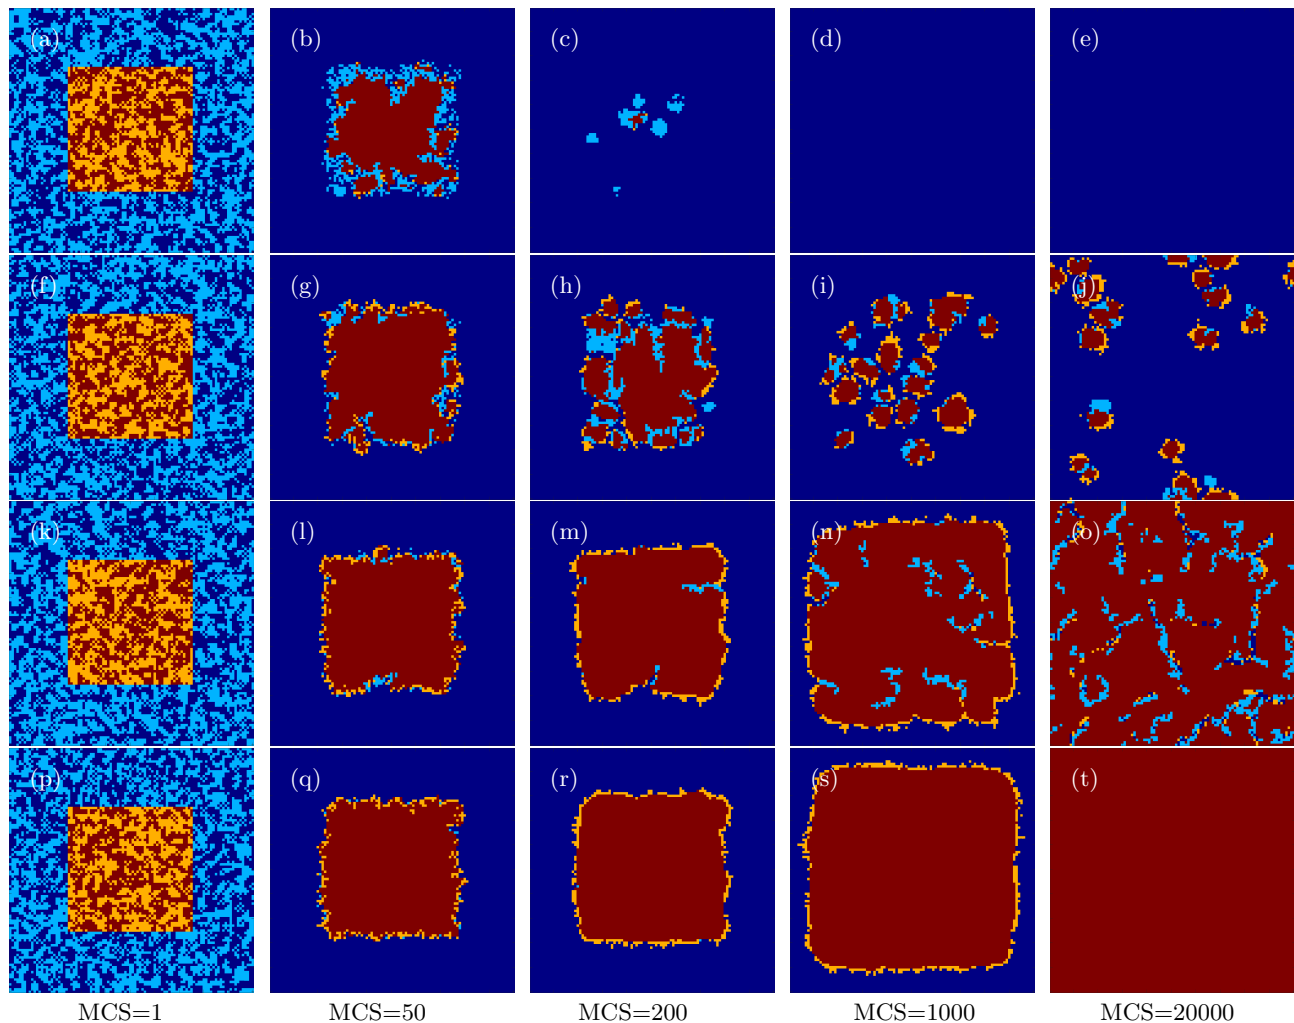 (a) (b) (c) (d) (e)
(f) (g) (h) (i) (j)
(k) (l) (m) (n) (o)
(p) (q) (r) (s) (t)
MCS=1 MCS=50 MCS=200 MCS=1000 MCS=20000